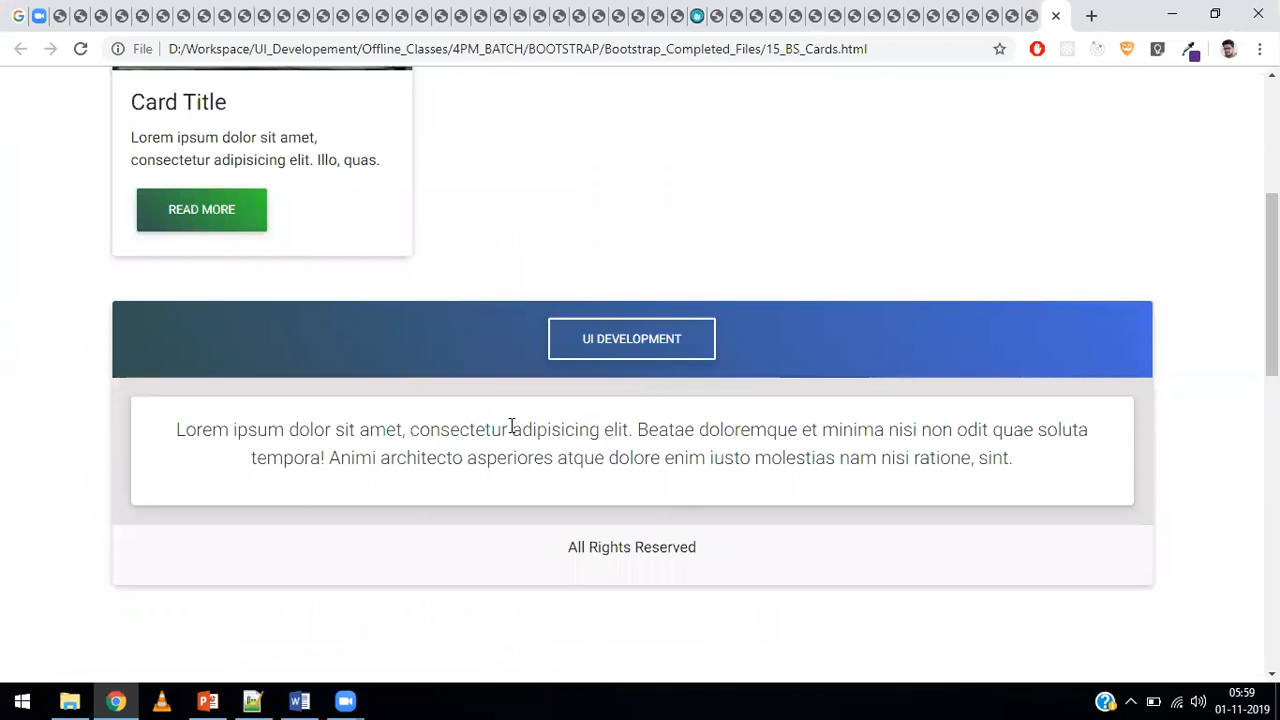 File
D:/Workspace/UI_Developement/Offline_Classes/4PM_BATCH/BOOTSTRAP/Bootstrap_Completed_Files/15_BS_Cards.html
Card Title
Lorem ipsum dolor sit amet,
consectetur adipisicing elit. Illo, quas.
READ MORE
UI DEVELOPMENT
Lorem ipsum dolor sit amet, consectetur adipisicing elit. Beatae doloremque et minima nisi non odit quae soluta
tempora! Animi architecto asperiores atque dolore enim iusto molestias nam nisi ratione, sint.
All Rights Reserved
05:59
01-11-2019